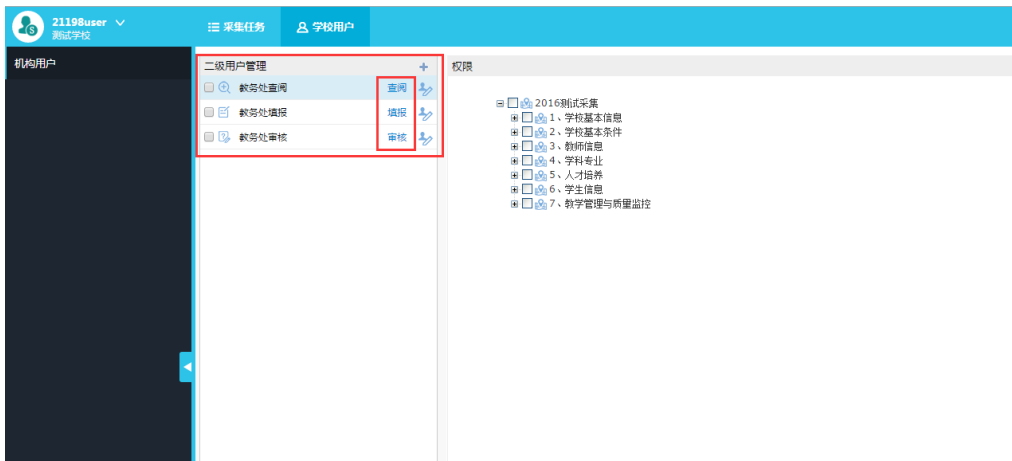 21198user
测试学校
采集任务
学校用户
机构用户
二级用户管理
教务处查阅 查阅
教务处填报 填报
教务处审核 审核
权限
2016测试采集
1、学校基本信息
2、学校基本条件
3、教师信息
4、学科专业
5、人才培养
6、学生信息
7、教学管理与质量监控